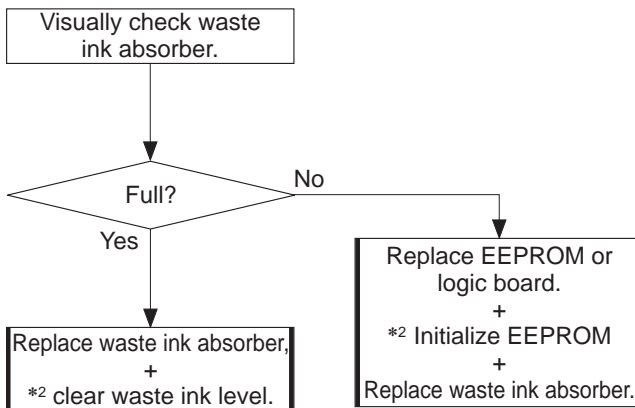 Visually check waste
ink absorber.
Full?
No
Yes
Replace EEPROM or
logic board.
+
*2 Initialize EEPROM
+
Replace waste ink absorber.
Replace waste ink absorber,
+
*2 clear waste ink level.